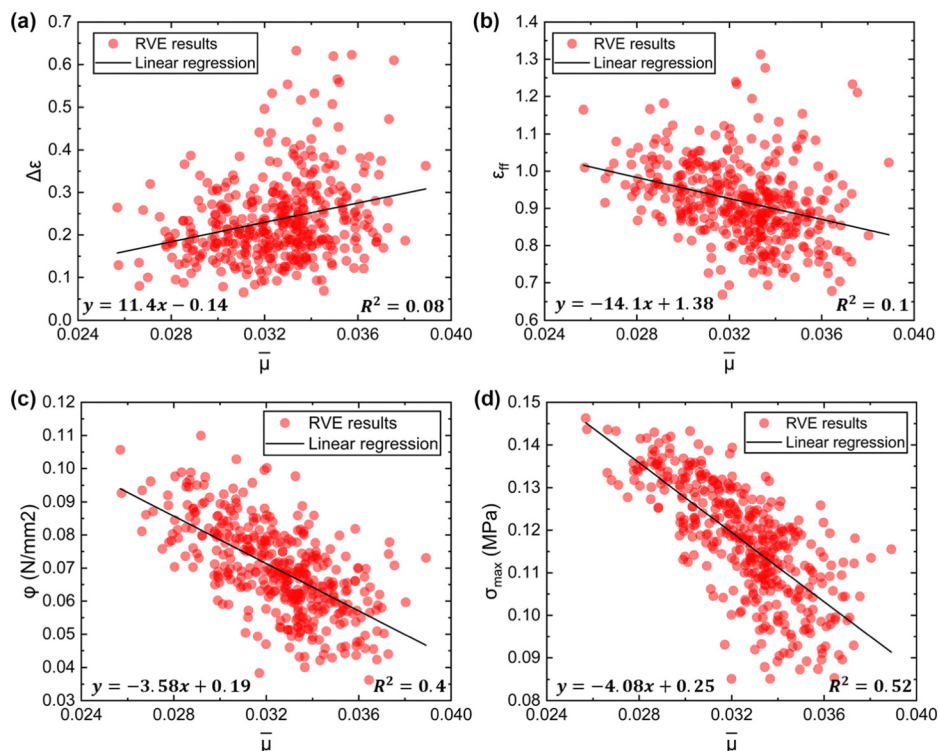 (a)
0.7
0.6
0.5
0.4
0.3
0.2
0.1
0.0
Δε
RVE results
Linear regression
y = 11.4x − 0.14
R² = 0.08
0.024 0.028 0.032 0.036 0.040
μ̅
(b)
1.4
1.3
1.2
1.1
1.0
0.9
0.8
0.7
0.6
ε_ff
RVE results
Linear regression
y = −14.1x + 1.38
R² = 0.1
0.024 0.028 0.032 0.036 0.040
μ̅
(c)
0.12
0.11
0.10
0.09
0.08
0.07
0.06
0.05
0.04
0.03
φ (N/mm2)
RVE results
Linear regression
y = −3.58x + 0.19
R² = 0.4
0.024 0.028 0.032 0.036 0.040
μ̅
(d)
0.15
0.14
0.13
0.12
0.11
0.10
0.09
0.08
σ_max (MPa)
RVE results
Linear regression
y = −4.08x + 0.25
R² = 0.52
0.024 0.028 0.032 0.036 0.040
μ̅